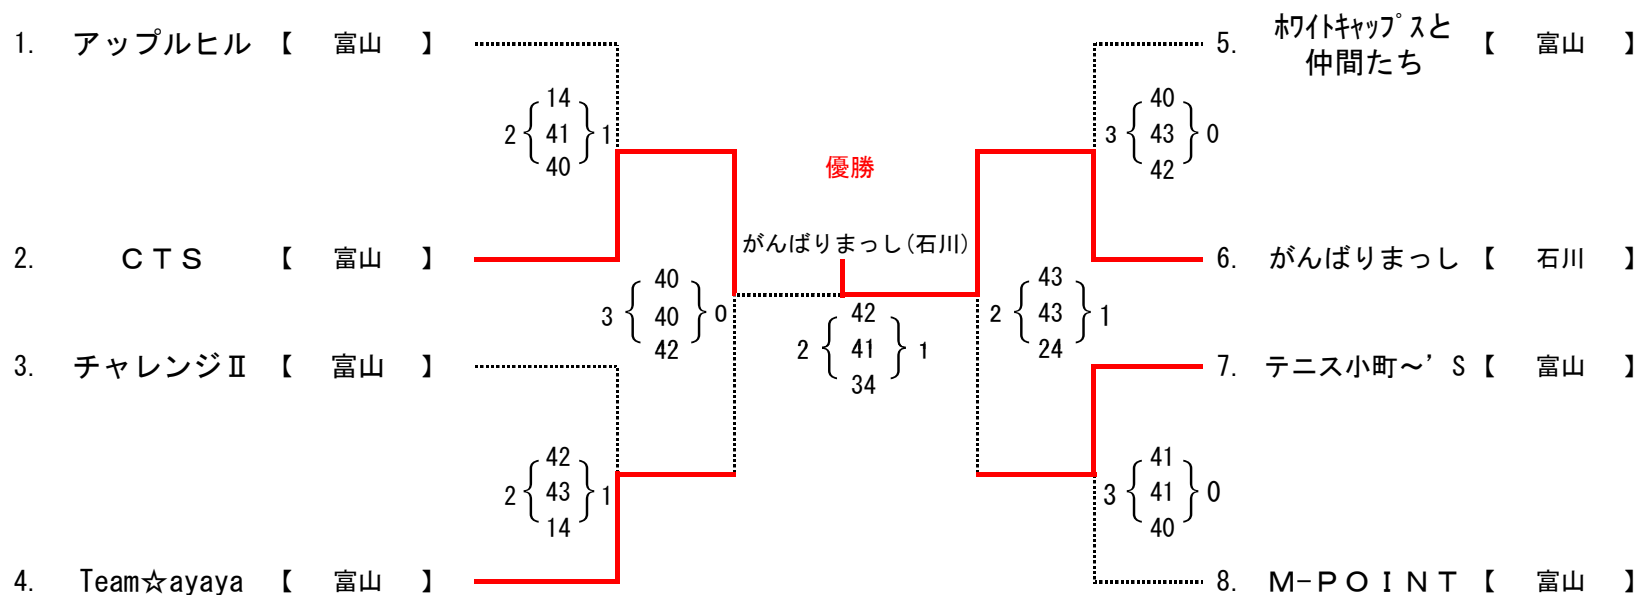 1. アップルヒル 【 富山 】
2 { 14 41 40 } 1
2. ＣＴＳ 【 富山 】
3 { 40 40 42 } 0
3. チャレンジⅡ 【 富山 】
2 { 42 43 14 } 1
4. Team☆ayaya 【 富山 】
優勝
がんばりまっし(石川)
2 { 42 41 34 } 1
5. ﾎﾜｲﾄｷｬｯﾌﾟｽと
仲間たち 【 富山 】
3 { 40 43 42 } 0
6. がんばりまっし 【 石川 】
2 { 43 43 24 } 1
7. テニス小町～’S 【 富山 】
3 { 41 41 40 } 0
8. Ｍ-ＰＯＩＮＴ 【 富山 】